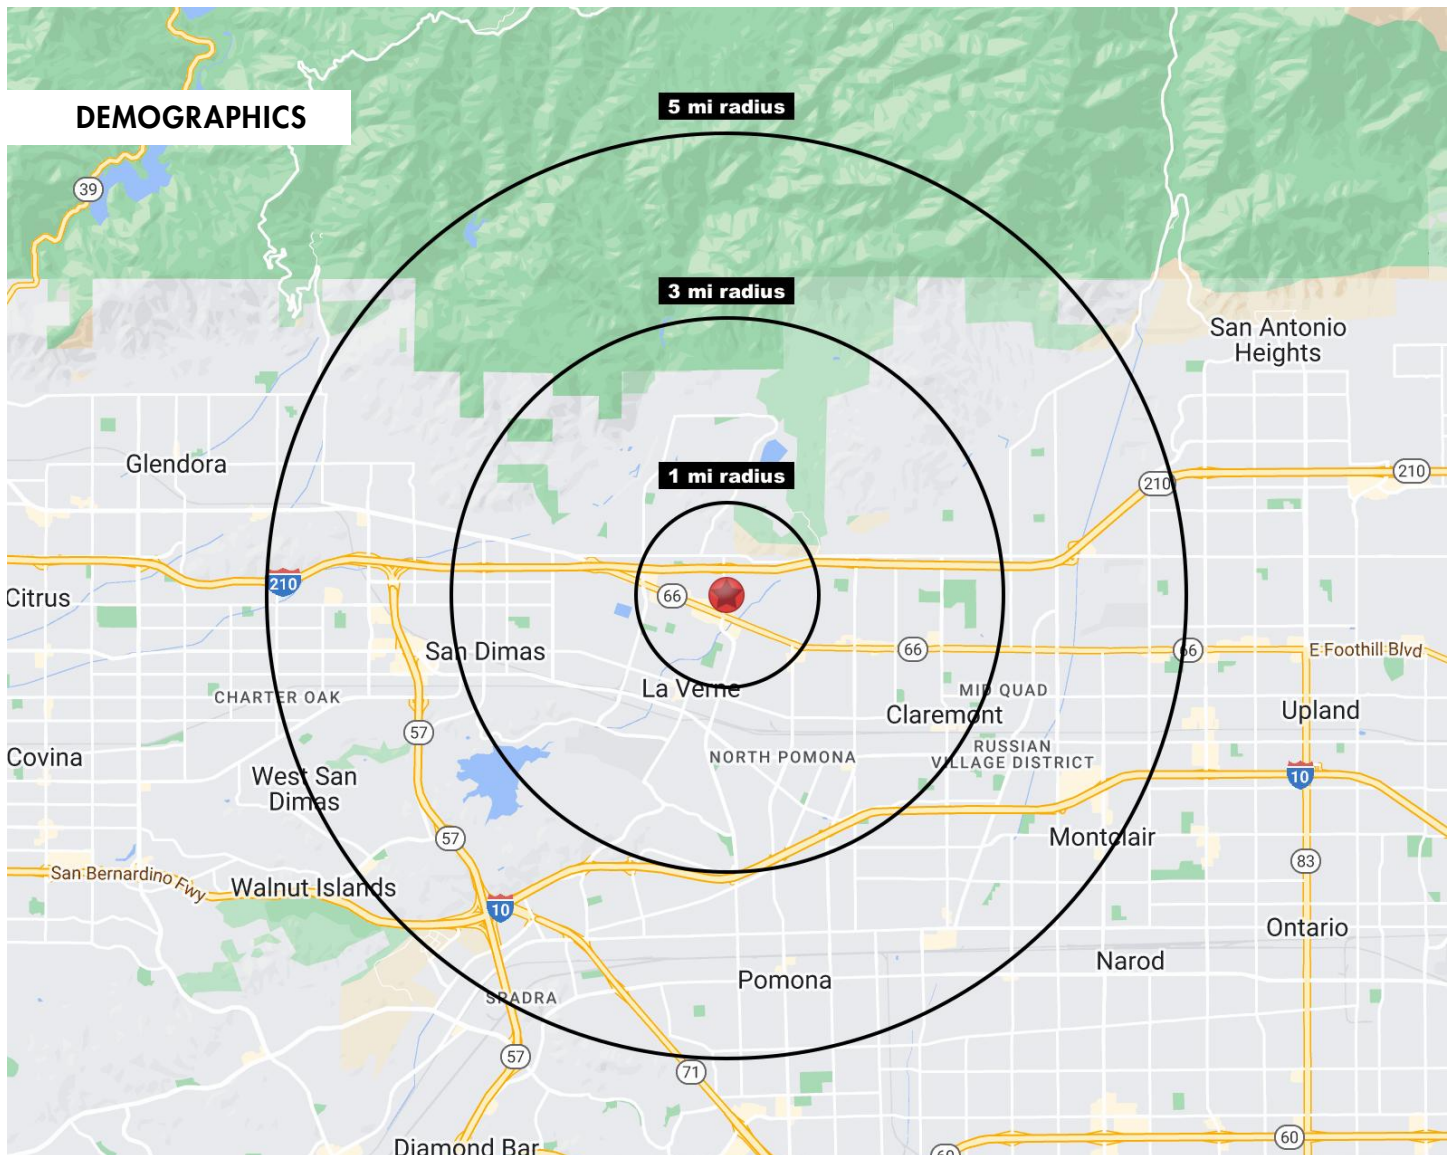 5 mi radius
DEMOGRAPHICS
39
3 mi radius
San Antonio
Heights
Glendora
1 mi radius
210
210
210
Citrus
66
San Dimas
66
66
E Foothill Blvd
La Verne
CHARTER OAK
MID QUAD
Claremont
Upland
57
Covina
NORTH POMONA
RUSSIAN
VILLAGE DISTRICT
West San
Dimas
10
57
Montclair
83
San Bernardino Fwy
Walnut Islands
10
Ontario
Narod
Pomona
SPADRA
57
71
60
Diamond Bar
60